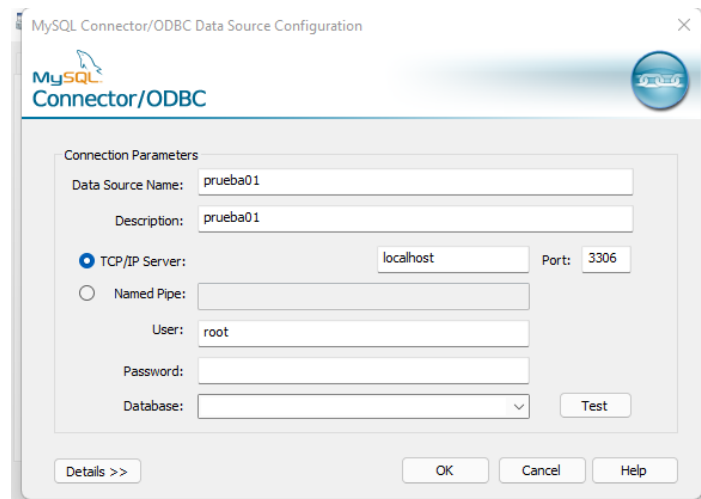 MySQL Connector/ODBC Data Source Configuration
MySQL
Connector/ODBC
Connection Parameters
Data Source Name: prueba01
Description: prueba01
TCP/IP Server: localhost Port: 3306
Named Pipe:
User: root
Password:
Database: Test
Details >> OK Cancel Help